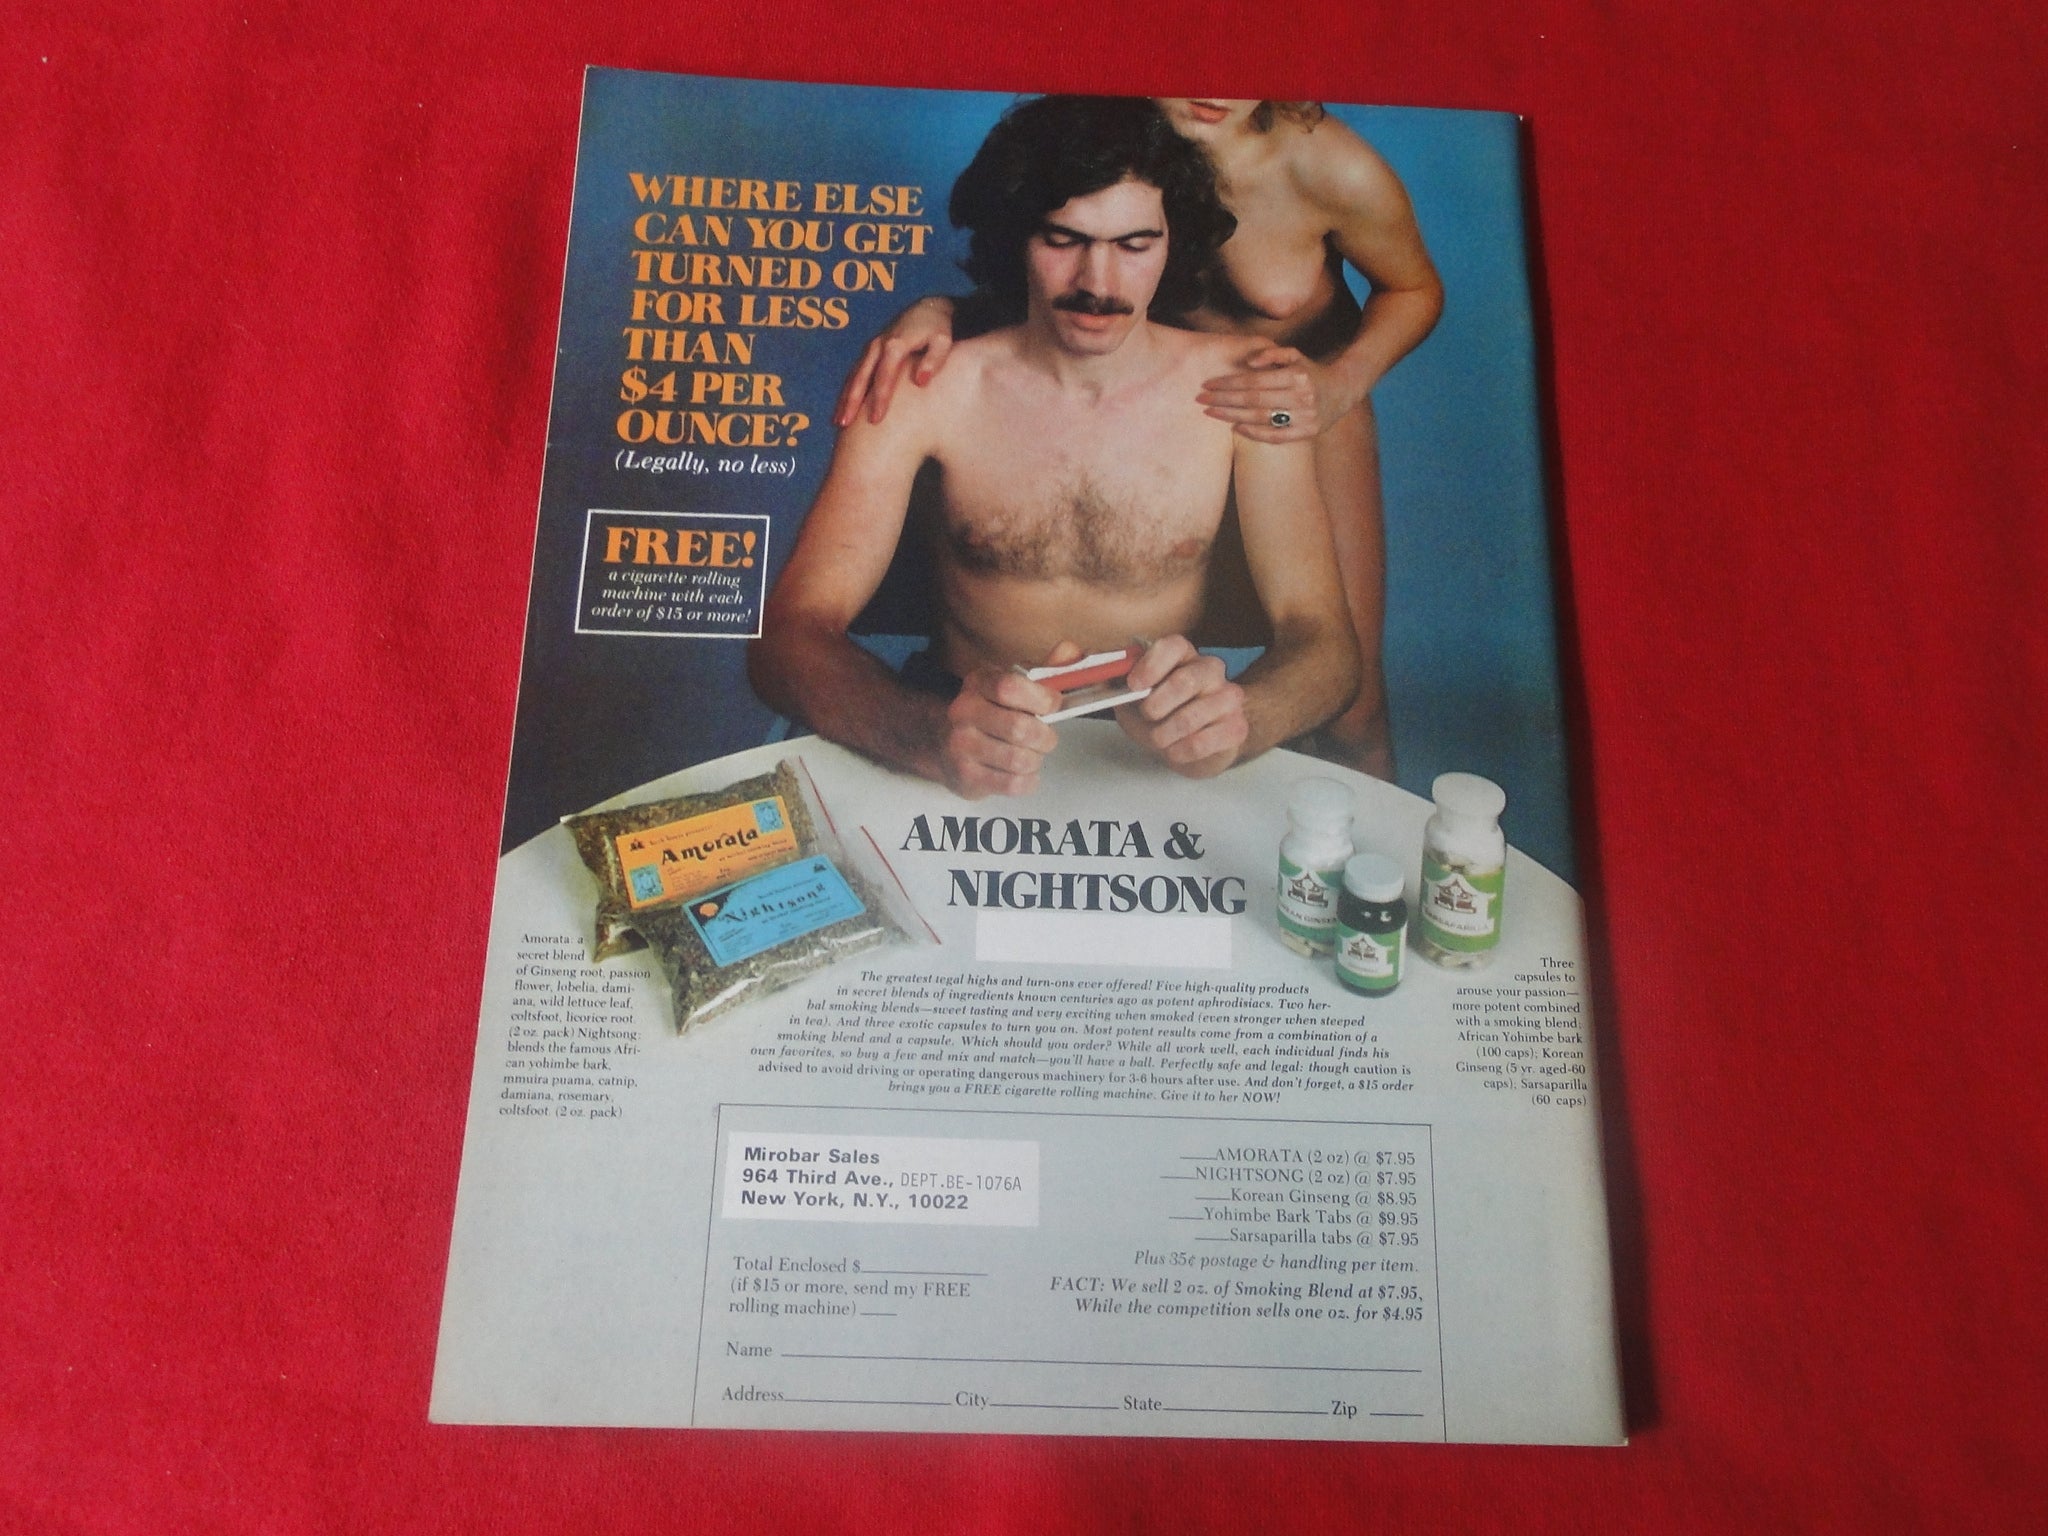 WHERE ELSE
CAN YOU GET
TURNED ON
FOR LESS
THAN
$4 PER
OUNCE?
(Legally, no less)
FREE!
a cigarette rolling
machine with each
order of $15 or more!
Amorata
Nightsong
AMORATA &
NIGHTSONG
SARSAPARILLA
Amorata: a
secret blend
of Ginseng root, passion
flower, lobelia, dami-
ana, wild lettuce leaf,
coltsfoot, licorice root.
(2 oz. pack) Nightsong:
blends the famous Afri-
can yohimbe bark,
mmuira puama, catnip,
damiana, rosemary,
coltsfoot. (2 oz. pack)
The greatest legal highs and turn-ons ever offered! Five high-quality products
in secret blends of ingredients known centuries ago as potent aphrodisiacs. Two her-
bal smoking blends—sweet tasting and very exciting when smoked (even stronger when steeped
in tea). And three exotic capsules to turn you on. Most potent results come from a combination of a
smoking blend and a capsule. Which should you order? While all work well, each individual finds his
own favorites, so buy a few and mix and match—you'll have a ball. Perfectly safe and legal: though caution is
advised to avoid driving or operating dangerous machinery for 3-6 hours after use. And don't forget, a $15 order
brings you a FREE cigarette rolling machine. Give it to her NOW!
Three
capsules to
arouse your passion—
more potent combined
with a smoking blend;
African Yohimbe bark
(100 caps); Korean
Ginseng (5 yr. aged-60
caps), Sarsaparilla
(60 caps)
Mirobar Sales
964 Third Ave., DEPT.BE-1076A
New York, N.Y., 10022
AMORATA (2 oz) @ $7.95
NIGHTSONG (2 oz) @ $7.95
Korean Ginseng @ $8.95
Yohimbe Bark Tabs @ $9.95
Sarsaparilla tabs @ $7.95
Plus 35¢ postage & handling per item.
Total Enclosed $
(if $15 or more, send my FREE
rolling machine)
FACT: We sell 2 oz. of Smoking Blend at $7.95,
While the competition sells one oz. for $4.95
Name
Address City State Zip